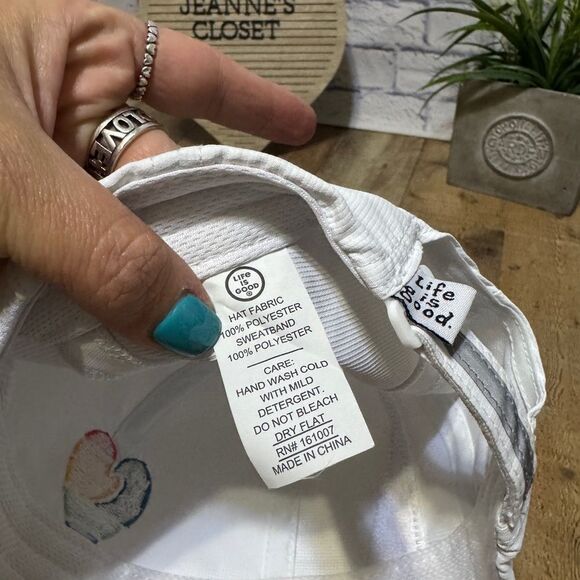 JEANNE'S
CLOSET
LOVE
Life
is
GOOD
HAT FABRIC
100% POLYESTER
SWEATBAND
100% POLYESTER
CARE:
HAND WASH COLD
WITH MILD
DETERGENT.
DO NOT BLEACH
DRY FLAT
RN# 161007
MADE IN CHINA
Life
is
good.